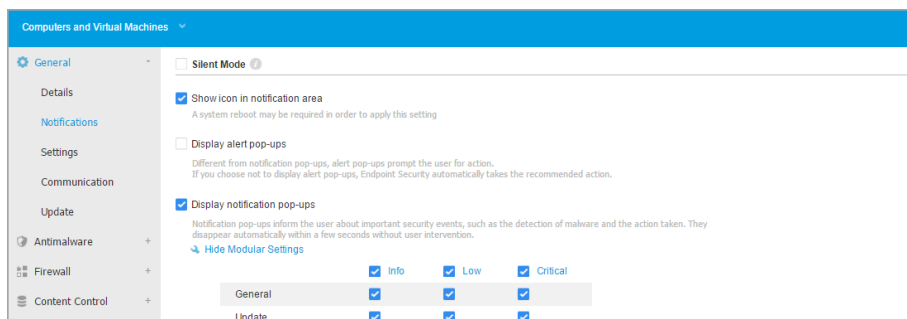 Computers and Virtual Machines
General
Details
Notifications
Settings
Communication
Update
Antimalware
Firewall
Content Control
Silent Mode
Show icon in notification area
A system reboot may be required in order to apply this setting
Display alert pop-ups
Different from notification pop-ups, alert pop-ups prompt the user for action.
If you choose not to display alert pop-ups, Endpoint Security automatically takes the recommended action.
Display notification pop-ups
Notification pop-ups inform the user about important security events, such as the detection of malware and the action taken. They
disappear automatically within a few seconds without user intervention.
Hide Modular Settings
Info Low Critical
General
Update